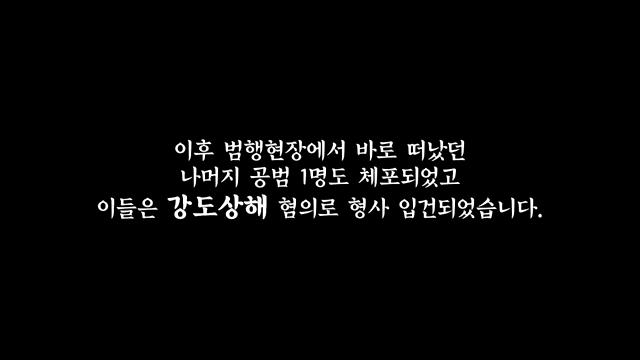 이후 범행현장에서 바로 떠났던
나머지 공범 1명도 체포되었고
이들은 강도상해 혐의로 형사 입건되었습니다.